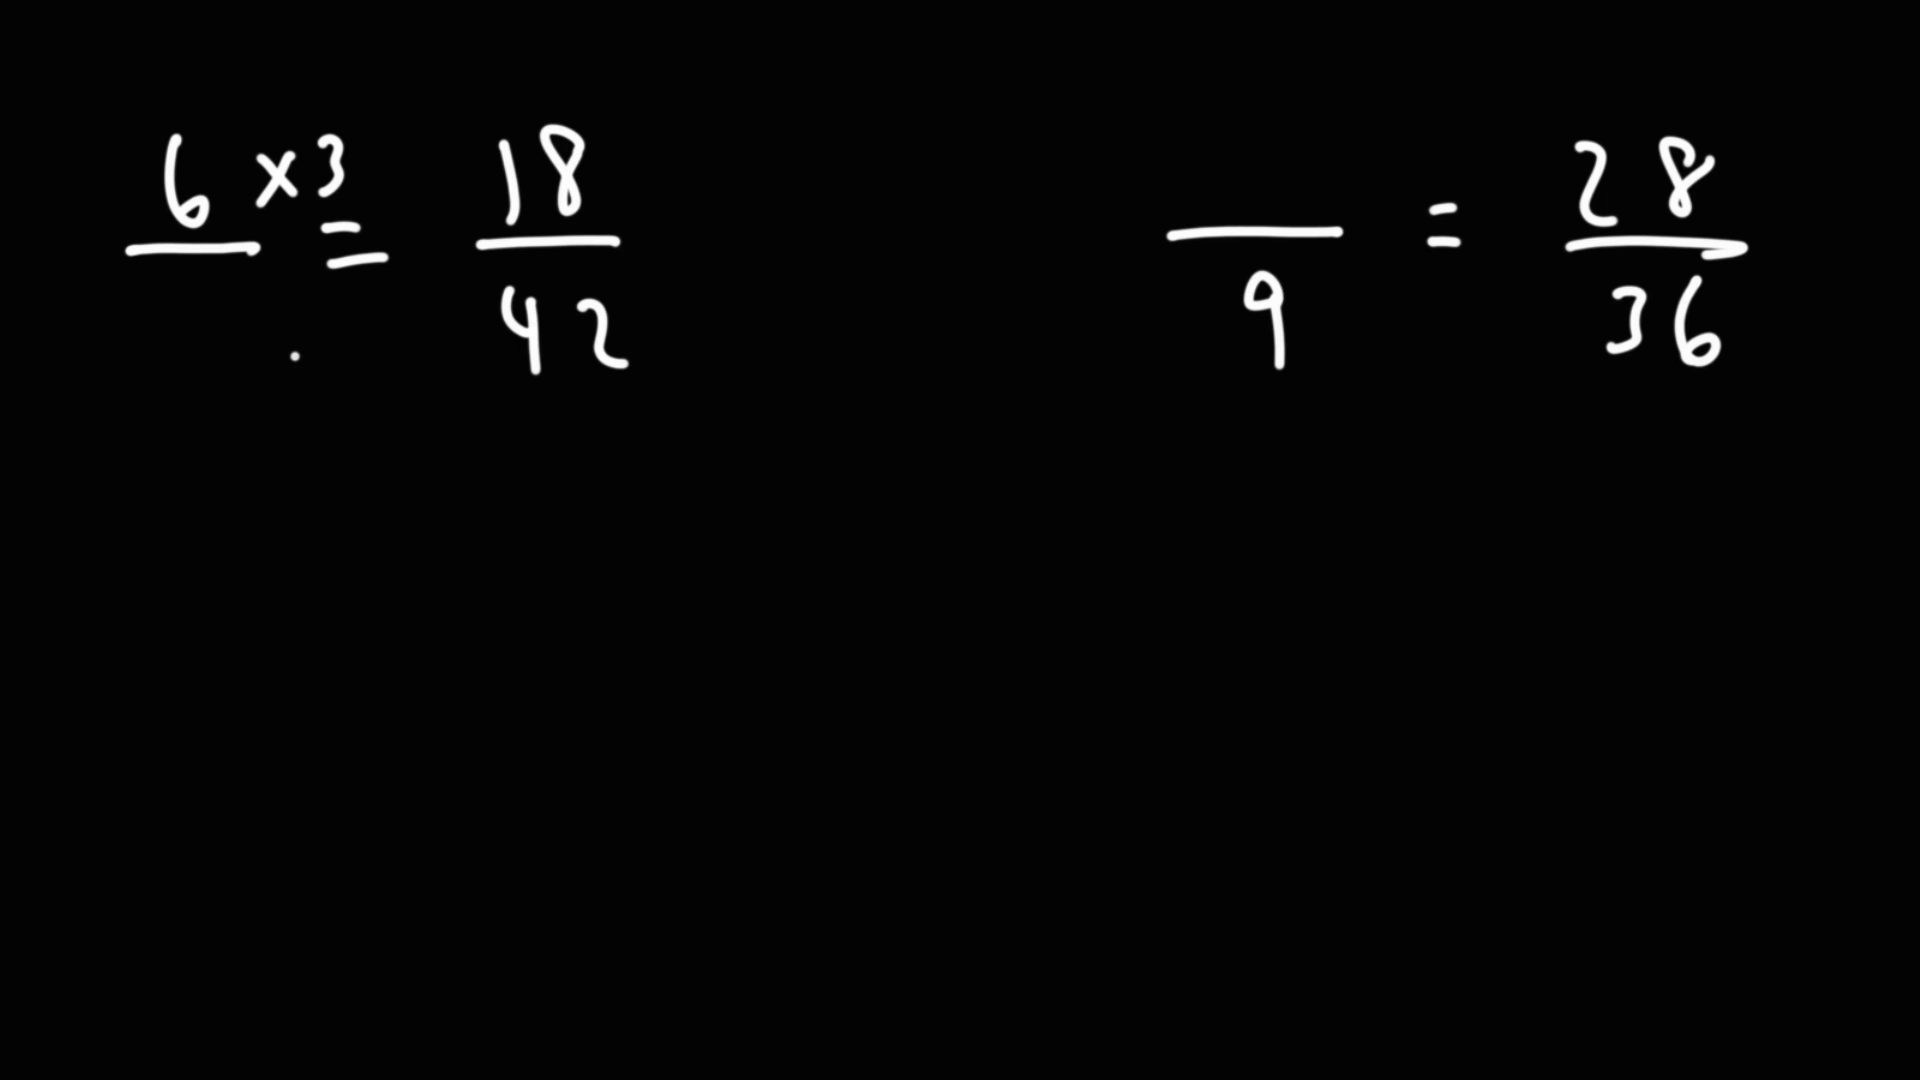 6 ×3 = 18 = 28
42 9 36